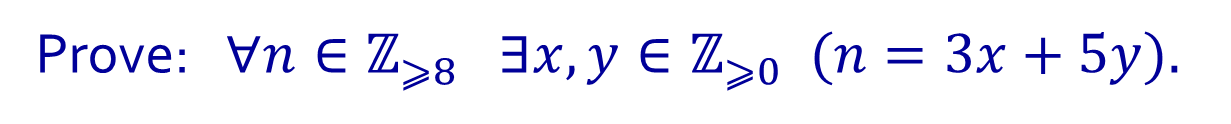 Prove: ∀n ∈ ℤ⩾8 ∃x, y ∈ ℤ⩾0 (n = 3x + 5y).